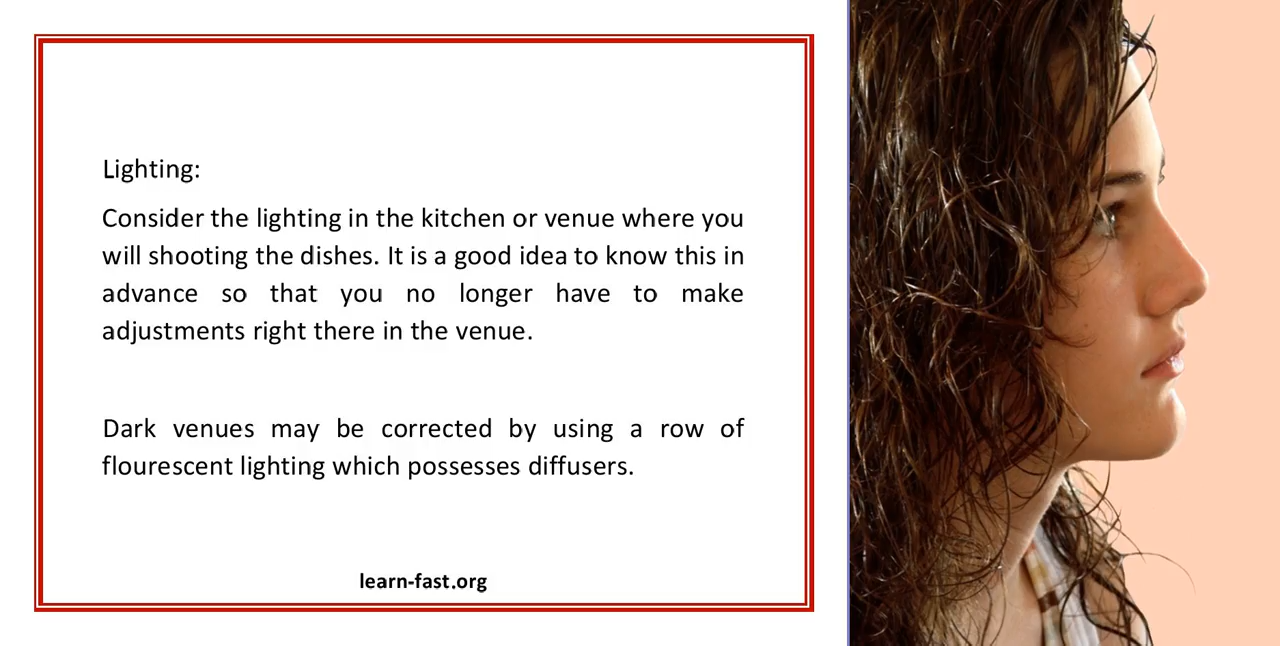 Lighting:
Consider the lighting in the kitchen or venue where you
will shooting the dishes. It is a good idea to know this in
advance so that you no longer have to make
adjustments right there in the venue.
Dark venues may be corrected by using a row of
flourescent lighting which possesses diffusers.
learn-fast.org